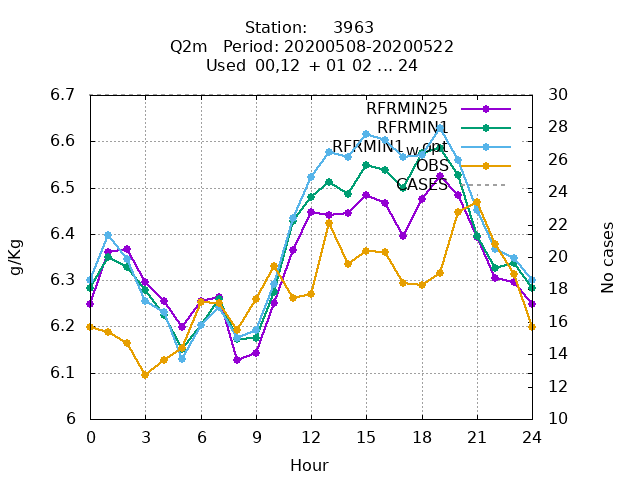 Station:     3963
Q2m   Period: 20200508-20200522
Used  00,12  + 01 02 ... 24
6.7
6.6
6.5
6.4
6.3
6.2
6.1
6
30
28
26
24
22
20
18
16
14
12
10
RFRMIN25
RFRMIN1
RFRMIN1_w_opt
OBS
CASES
g/Kg
No cases
0 3 6 9 12 15 18 21 24
Hour